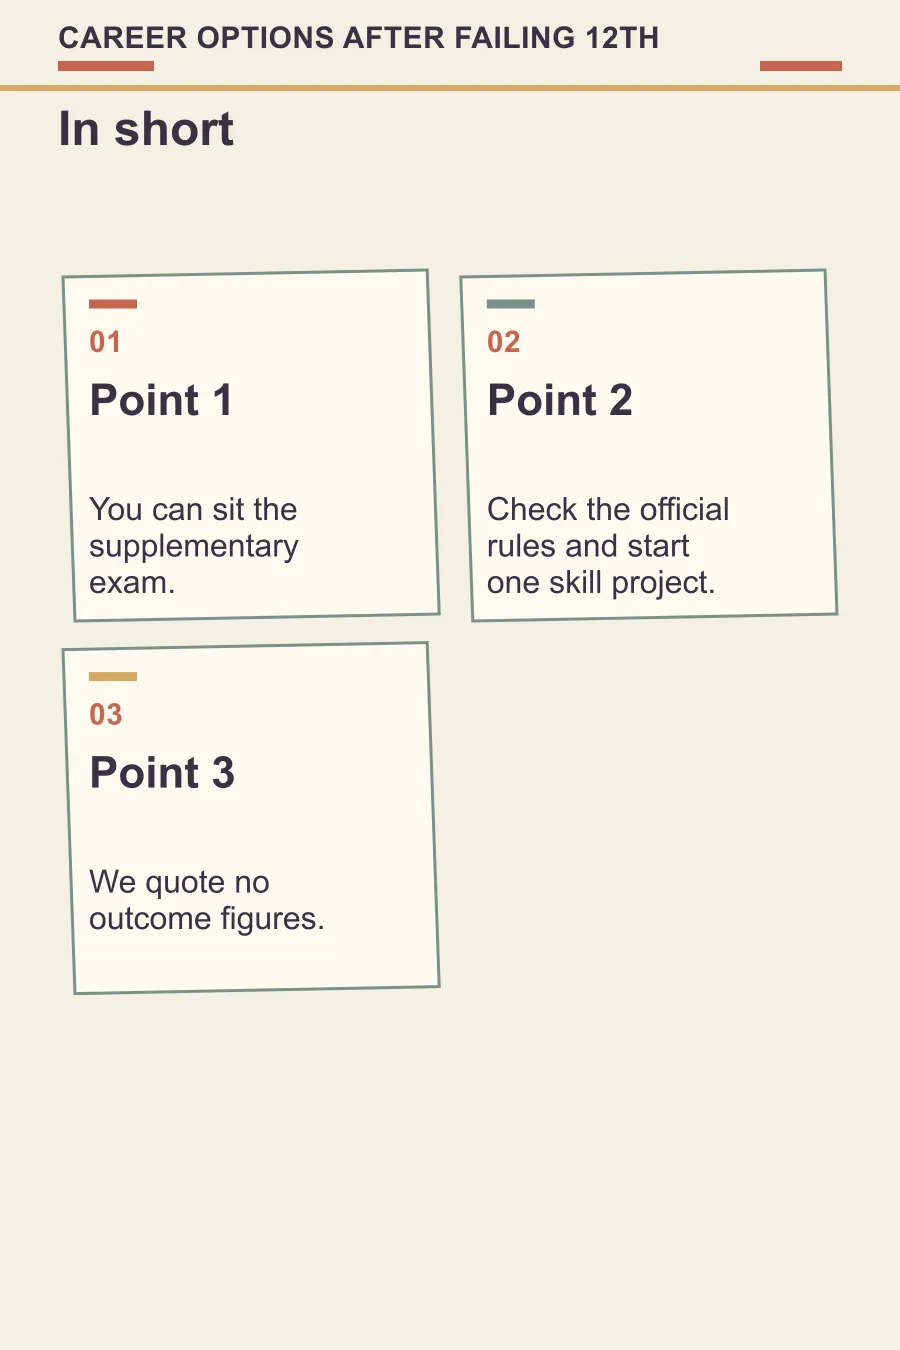 CAREER OPTIONS AFTER FAILING 12TH
In short
01
Point 1
You can sit the
supplementary
exam.
02
Point 2
Check the official
rules and start
one skill project.
03
Point 3
We quote no
outcome figures.